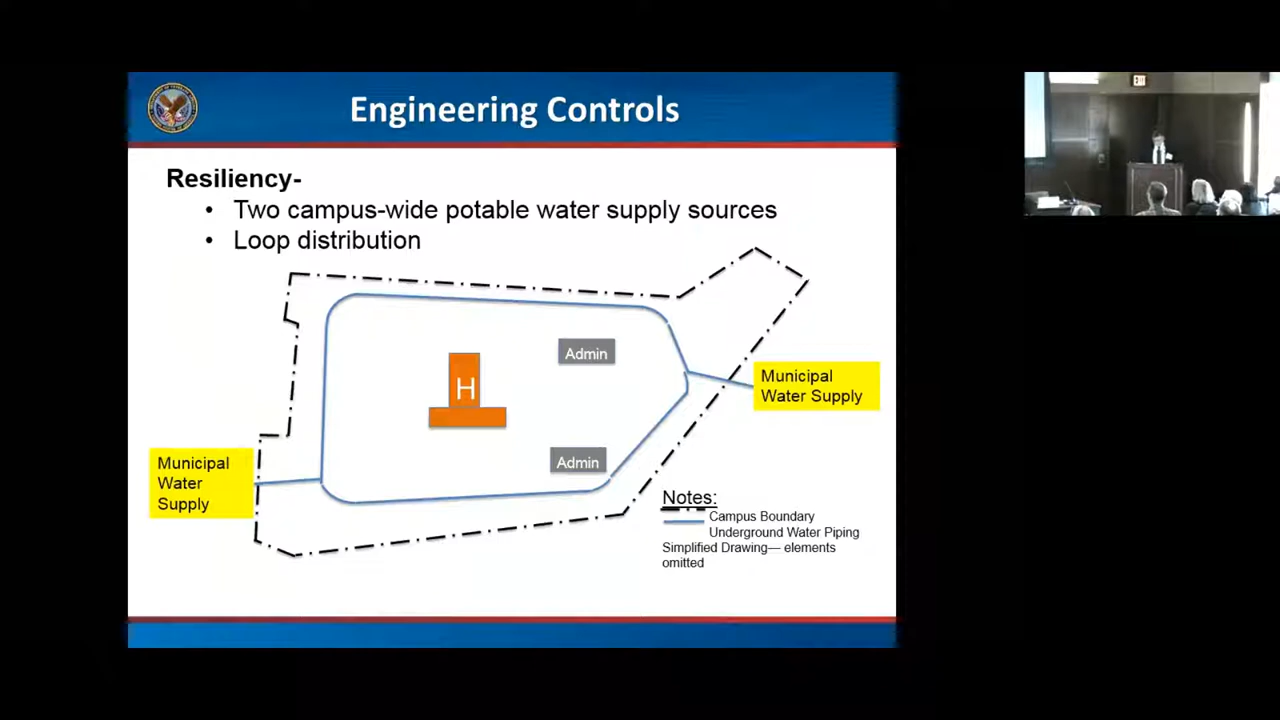 Engineering Controls
EXIT
Resiliency-
• Two campus-wide potable water supply sources
• Loop distribution
Admin
H
Municipal
Water Supply
Admin
Municipal
Water
Supply
Notes:
Campus Boundary
Underground Water Piping
Simplified Drawing— elements
omitted